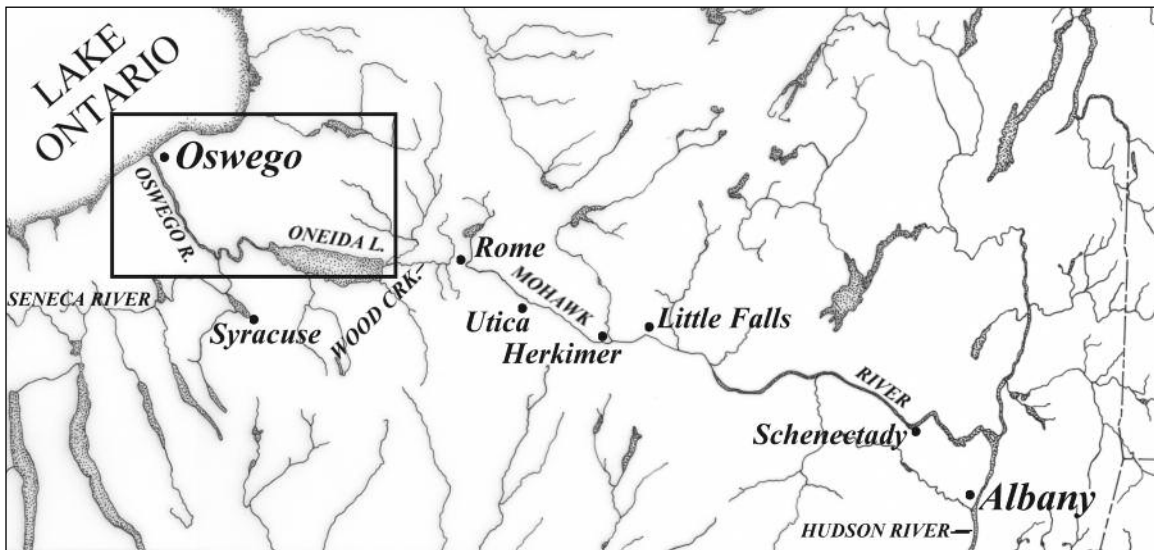 LAKE
ONTARIO
Oswego
OSWEGO R.
ONEIDA L.
Rome
SENECA RIVER
WOOD CRK.
MOHAWK
Little Falls
Utica
Syracuse
Herkimer
RIVER
Schenectady
Albany
HUDSON RIVER